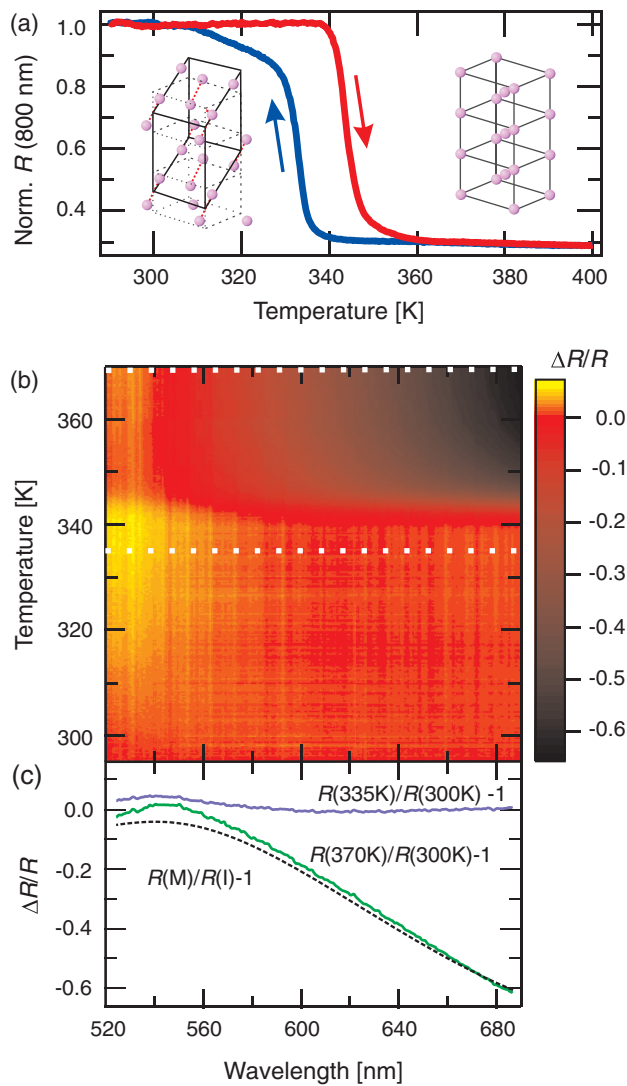 (a)
1.0
0.8
0.6
0.4
Norm. R (800 nm)
300
320
340
360
380
400
Temperature [K]
(b)
ΔR/R
360
340
320
300
Temperature [K]
0.0
-0.1
-0.2
-0.3
-0.4
-0.5
-0.6
(c)
0.0
-0.2
-0.4
-0.6
ΔR/R
R(335K)/R(300K) -1
R(370K)/R(300K)-1
R(M)/R(I)-1
520
560
600
640
680
Wavelength [nm]